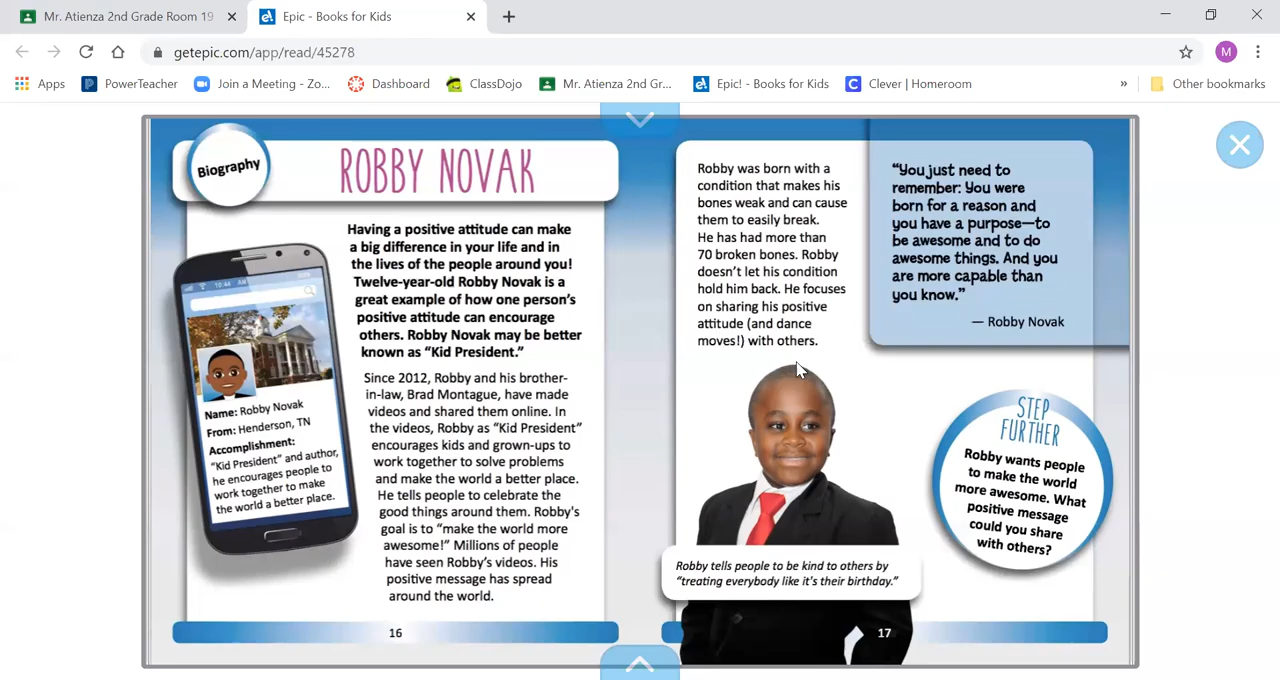 Mr. Atienza 2nd Grade Room 19
Epic - Books for Kids
getepic.com/app/read/45278
M
Apps
PowerTeacher
Join a Meeting - Zo...
Dashboard
ClassDojo
Mr. Atienza 2nd Gr...
Epic! - Books for Kids
Clever | Homeroom
»
Other bookmarks
Biography
ROBBY NOVAK
Having a positive attitude can make
a big difference in your life and in
the lives of the people around you!
Twelve-year-old Robby Novak is a
great example of how one person's
positive attitude can encourage
others. Robby Novak may be better
known as "Kid President."
10:44 AM
Name: Robby Novak
From: Henderson, TN
Accomplishment:
"Kid President" and author,
he encourages people to
work together to make
the world a better place.
Since 2012, Robby and his brother-
in-law, Brad Montague, have made
videos and shared them online. In
the videos, Robby as "Kid President"
encourages kids and grown-ups to
work together to solve problems
and make the world a better place.
He tells people to celebrate the
good things around them. Robby's
goal is to "make the world more
awesome!" Millions of people
have seen Robby's videos. His
positive message has spread
around the world.
16
Robby was born with a
condition that makes his
bones weak and can cause
them to easily break.
He has had more than
70 broken bones. Robby
doesn't let his condition
hold him back. He focuses
on sharing his positive
attitude (and dance
moves!) with others.
"You just need to
remember: You were
born for a reason and
you have a purpose—to
be awesome and to do
awesome things. And you
are more capable than
you know."
— Robby Novak
STEP
FURTHER
Robby wants people
to make the world
more awesome. What
positive message
could you share
with others?
Robby tells people to be kind to others by
"treating everybody like it's their birthday."
17